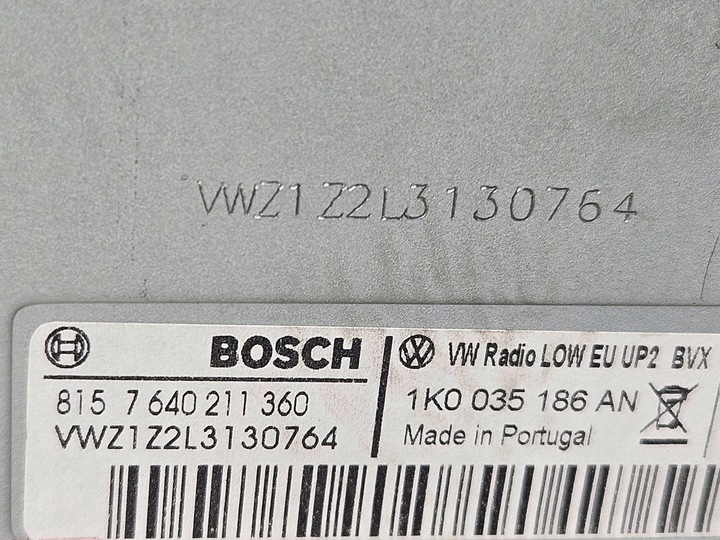 VWZ1Z2L3130764
BOSCH
815 7 640 211 360
VWZ1Z2L3130764
VW Radio LOW EU UP2 BVX
1K0 035 186 AN
Made in Portugal